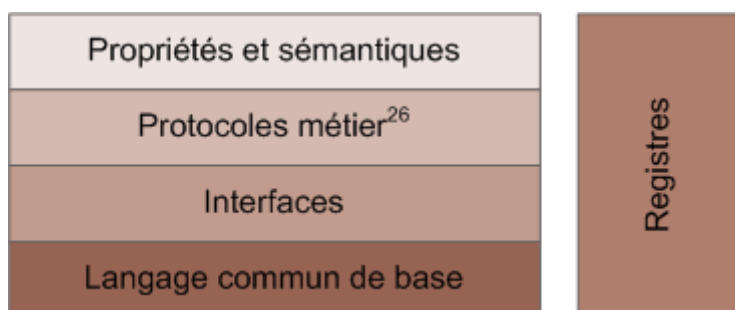 Propriétés et sémantiques
Protocoles métier26
Interfaces
Langage commun de base
Registres